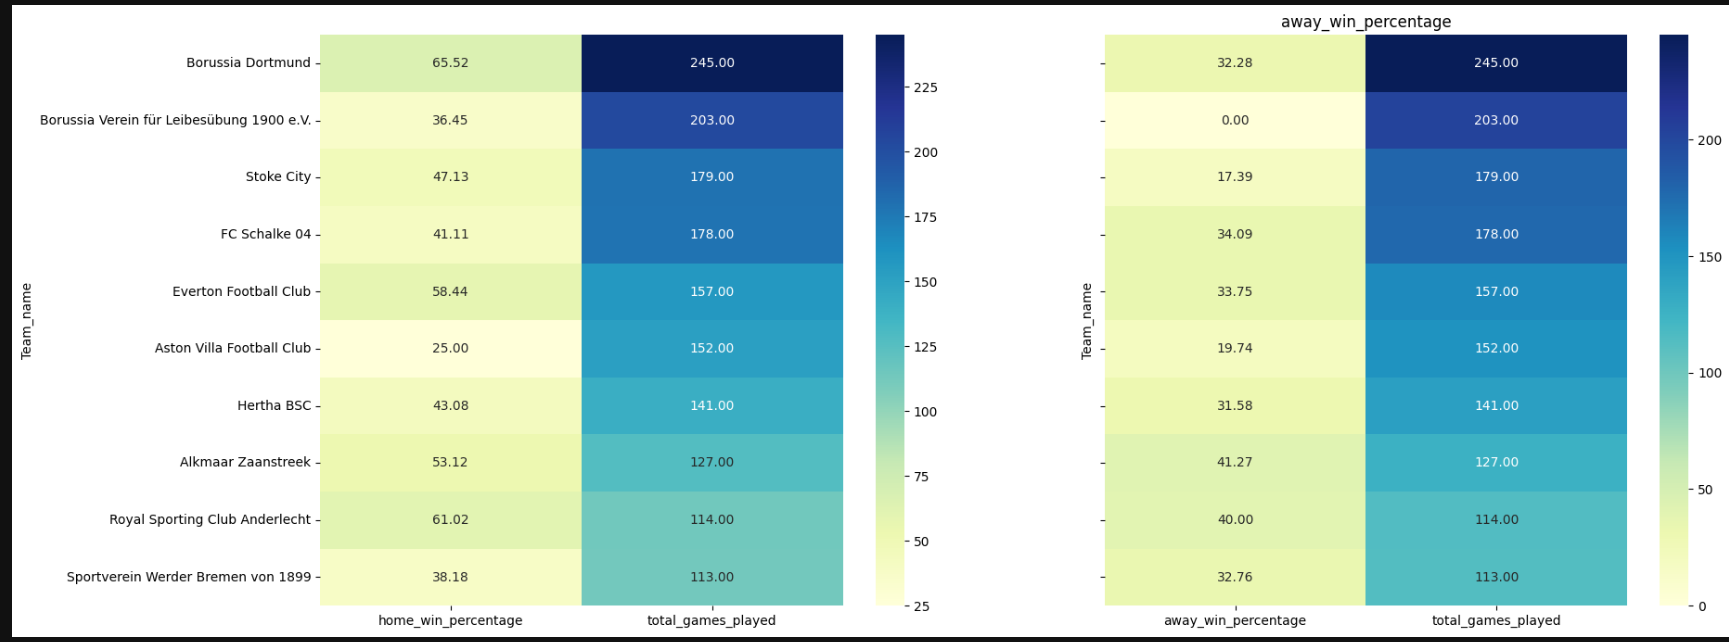 away_win_percentage
Borussia Dortmund 65.52 245.00 32.28 245.00
225
Borussia Verein für Leibesübung 1900 e.V. 36.45 203.00 0.00 203.00
200
200
Stoke City 47.13 179.00 17.39 179.00
175
FC Schalke 04 41.11 178.00 34.09 178.00
150
150
Everton Football Club 58.44 157.00 33.75 157.00
Team_name
Team_name
125
Aston Villa Football Club 25.00 152.00 19.74 152.00
100
100
Hertha BSC 43.08 141.00 31.58 141.00
Alkmaar Zaanstreek 53.12 127.00 41.27 127.00
75
50
Royal Sporting Club Anderlecht 61.02 114.00 40.00 114.00
50
Sportverein Werder Bremen von 1899 38.18 113.00 32.76 113.00
25
0
home_win_percentage total_games_played away_win_percentage total_games_played